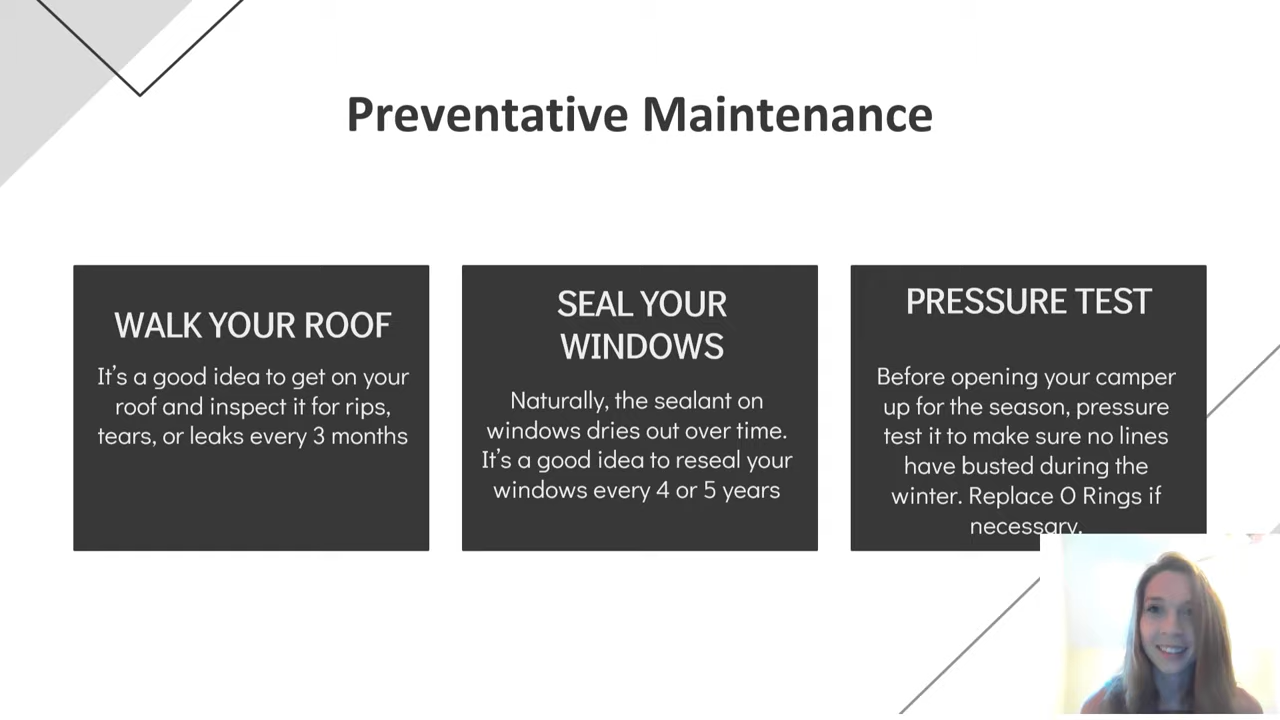 Preventative Maintenance
WALK YOUR ROOF
It's a good idea to get on your
roof and inspect it for rips,
tears, or leaks every 3 months
SEAL YOUR
WINDOWS
Naturally, the sealant on
windows dries out over time.
It's a good idea to reseal your
windows every 4 or 5 years
PRESSURE TEST
Before opening your camper
up for the season, pressure
test it to make sure no lines
have busted during the
winter. Replace O Rings if
necessary.